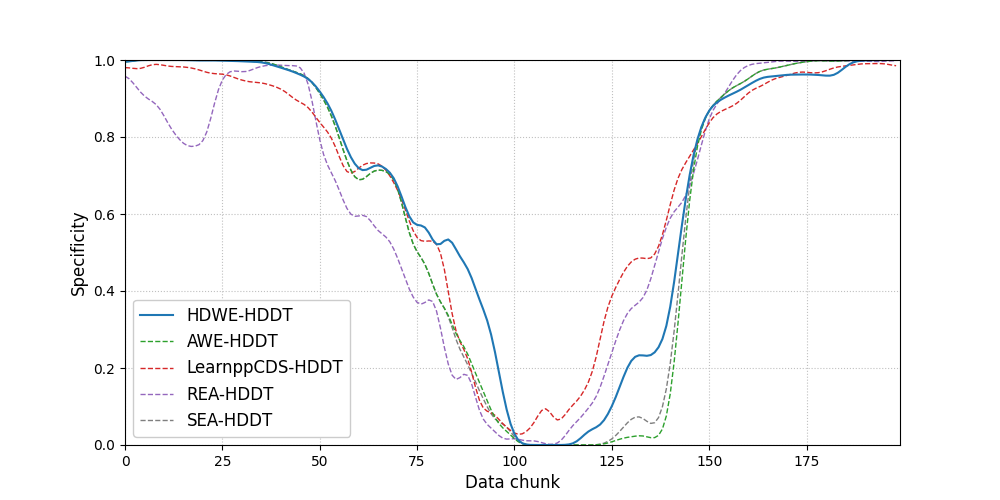 1.0
0.8
0.6
0.4
0.2
0.0
Specificity
HDWE-HDDT
AWE-HDDT
LearnppCDS-HDDT
REA-HDDT
SEA-HDDT
0 25 50 75 100 125 150 175
Data chunk